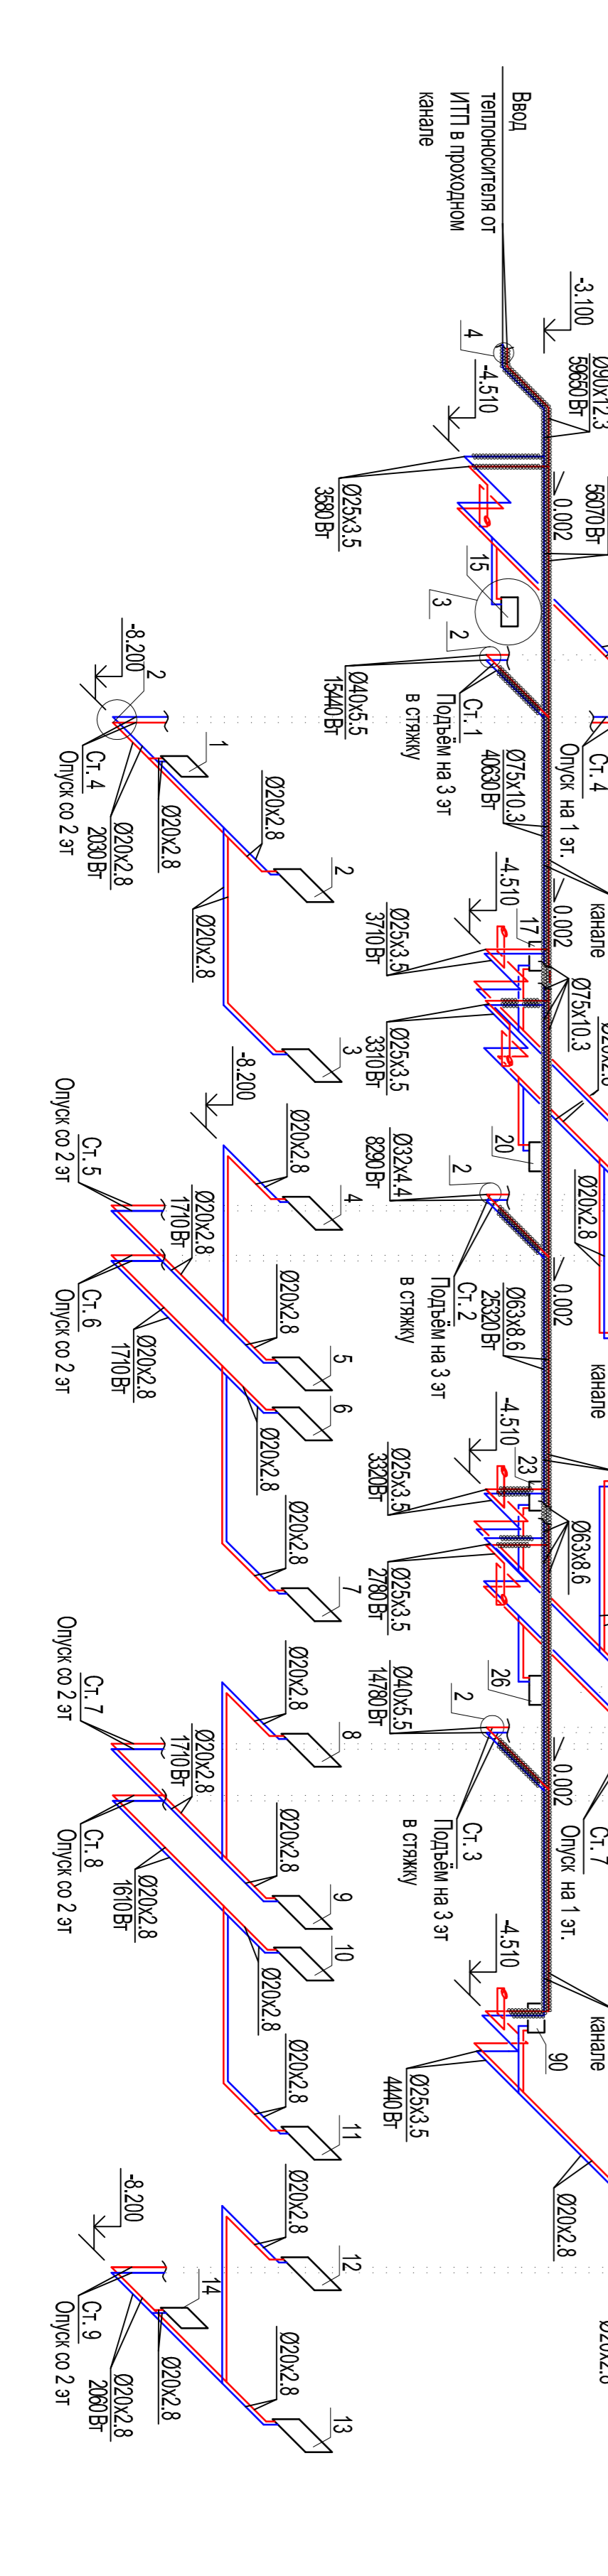 Ввод
теплоносителя от
ИТП в проходном
канале
-3.100
4
Ø90x12.3
59650Вт
-4.510
Ø25x3.5
3580Вт
0.002
56070Вт
15
3
2
Ø40x5.5
15440Вт
Ст. 1
Подъём на 3 эт
в стяжку
Ø75x10.3
40630Вт
Ст. 4
Опуск на 1 эт.
канале
0.002
-4.510
17
Ø25x3.5
3710Вт
Ø75x10.3
Ø25x3.5
3310Вт
20
Ø20x2.8
Ø20x2.8
Ø32x4.4
8290Вт
2
Ст. 2
Подъём на 3 эт
в стяжку
0.002
Ø63x8.6
25320Вт
канале
-4.510
23
Ø25x3.5
3320Вт
Ø63x8.6
Ø25x3.5
2780Вт
26
Ø40x5.5
14780Вт
2
Ст. 3
Подъём на 3 эт
в стяжку
0.002
Ст. 7
Опуск на 1 эт.
-4.510
канале
90
Ø25x3.5
4440Вт
Ø20x2.8
Ø20x2.8
-8.200
2
Ст. 4
Опуск со 2 эт
Ø20x2.8
2030Вт
1
Ø20x2.8
Ø20x2.8
2
Ø20x2.8
3
-8.200
Ø20x2.8
4
Ст. 5
Опуск со 2 эт
Ø20x2.8
1710Вт
Ст. 6
Опуск со 2 эт
Ø20x2.8
5
Ø20x2.8
1710Вт
6
Ø20x2.8
Ø20x2.8
7
Ø20x2.8
8
Ст. 7
Опуск со 2 эт
Ø20x2.8
1710Вт
Ст. 8
Опуск со 2 эт
Ø20x2.8
9
Ø20x2.8
1610Вт
10
Ø20x2.8
Ø20x2.8
11
-8.200
Ø20x2.8
12
Ст. 9
Опуск со 2 эт
Ø20x2.8
2060Вт
14
Ø20x2.8
Ø20x2.8
13